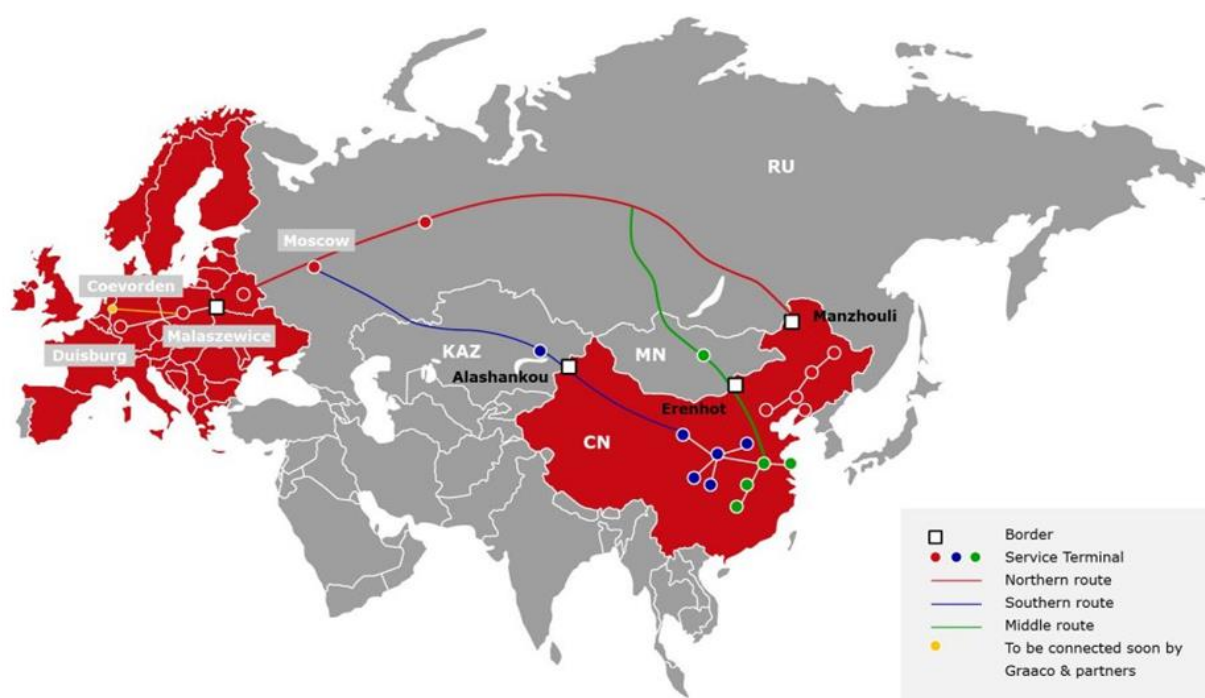 RU
Moscow
Coevorden
Malaszewice
Duisburg
Manzhouli
KAZ
MN
Alashankou
Erenhot
CN
Border
Service Terminal
Northern route
Southern route
Middle route
To be connected soon by
Graaco & partners